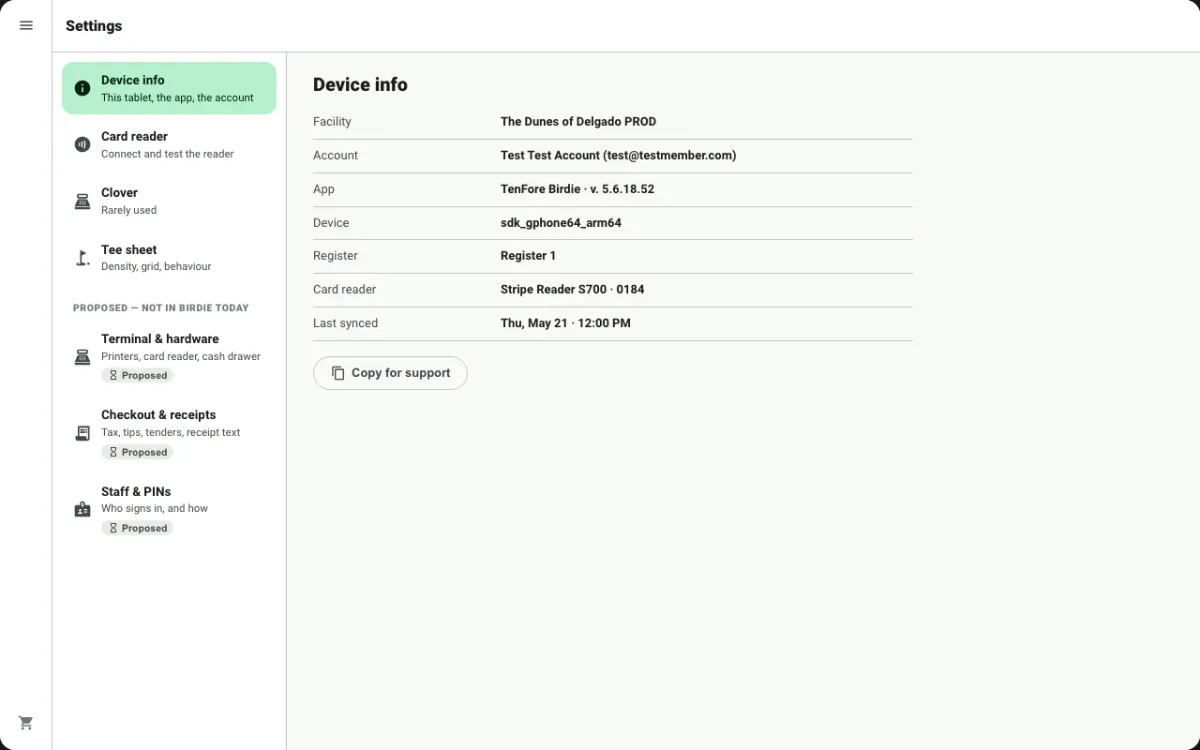 Settings
Device info
This tablet, the app, the account
Card reader
Connect and test the reader
Clover
Rarely used
Tee sheet
Density, grid, behaviour
PROPOSED — NOT IN BIRDIE TODAY
Terminal & hardware
Printers, card reader, cash drawer
Proposed
Checkout & receipts
Tax, tips, tenders, receipt text
Proposed
Staff & PINs
Who signs in, and how
Proposed
Device info
Facility The Dunes of Delgado PROD
Account Test Test Account (test@testmember.com)
App TenFore Birdie · v. 5.6.18.52
Device sdk_gphone64_arm64
Register Register 1
Card reader Stripe Reader S700 · 0184
Last synced Thu, May 21 · 12:00 PM
Copy for support